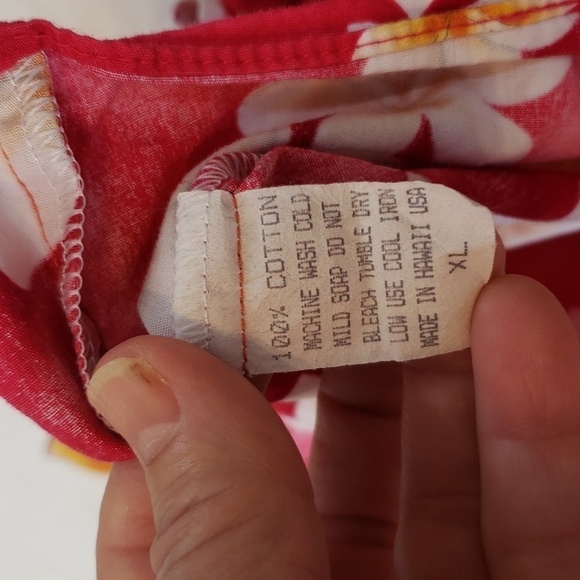 100% COTTON
MACHINE WASH COLD
MILD SOAP DO NOT
BLEACH TUMBLE DRY
LOW USE COOL IRON
MADE IN HAWAII USA
XL.